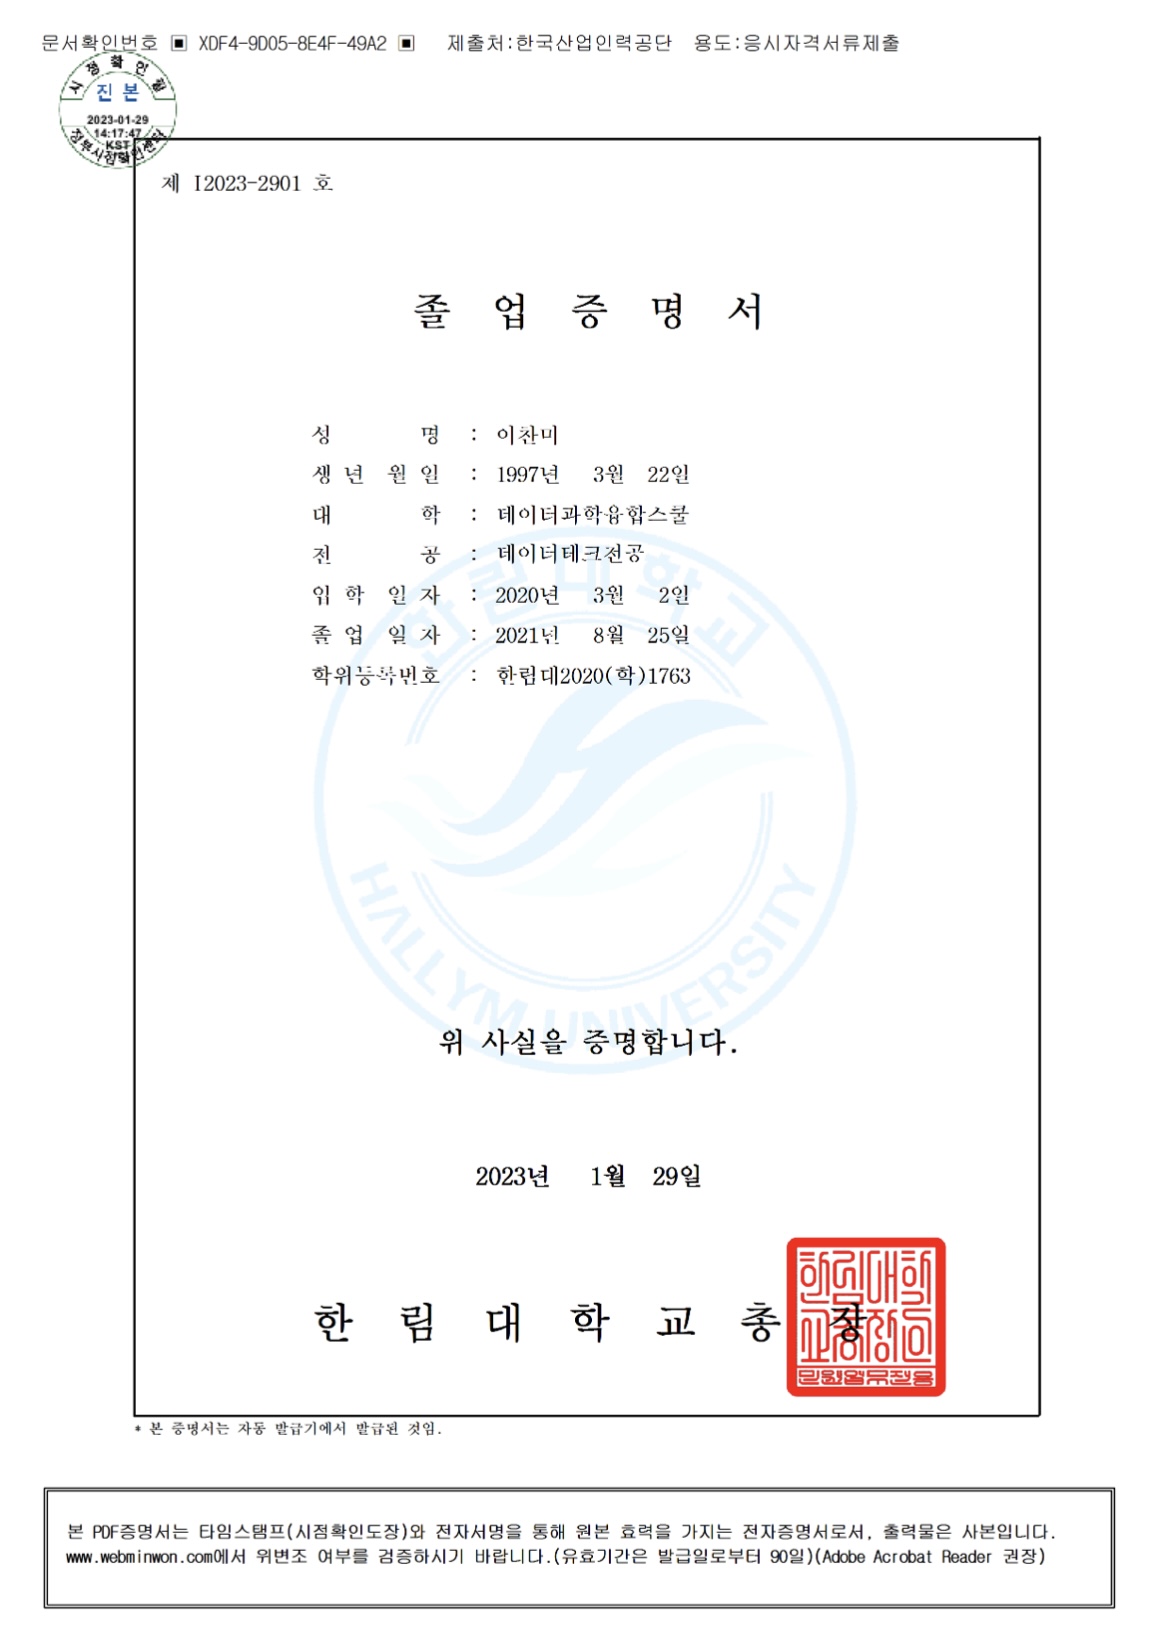 문서확인번호 ▣ XDF4-9D05-8E4F-49A2 ▣ 제출처:한국산업인력공단 용도:응시자격서류제출
시점확인필
진본
2023-01-29
14:17:47
KST
정부시점확인센터
제 I2023-2901 호
졸 업 증 명 서
성 명 : 이찬미
생 년 월 일 : 1997년 3월 22일
대 학 : 데이터과학융합스쿨
전 공 : 데이터테크전공
입 학 일 자 : 2020년 3월 2일
졸 업 일 자 : 2021년 8월 25일
학위등록번호 : 한림대2020(학)1763
한림대학교
HALLYM UNIVERSITY
위 사실을 증명합니다.
2023년 1월 29일
한 림 대 학 교 총 장
한림대학
교총장의
민원업무전용
* 본 증명서는 자동 발급기에서 발급된 것임.
본 PDF증명서는 타임스탬프(시점확인도장)와 전자서명을 통해 원본 효력을 가지는 전자증명서로서, 출력물은 사본입니다.
www.webminwon.com에서 위변조 여부를 검증하시기 바랍니다.(유효기간은 발급일로부터 90일)(Adobe Acrobat Reader 권장)